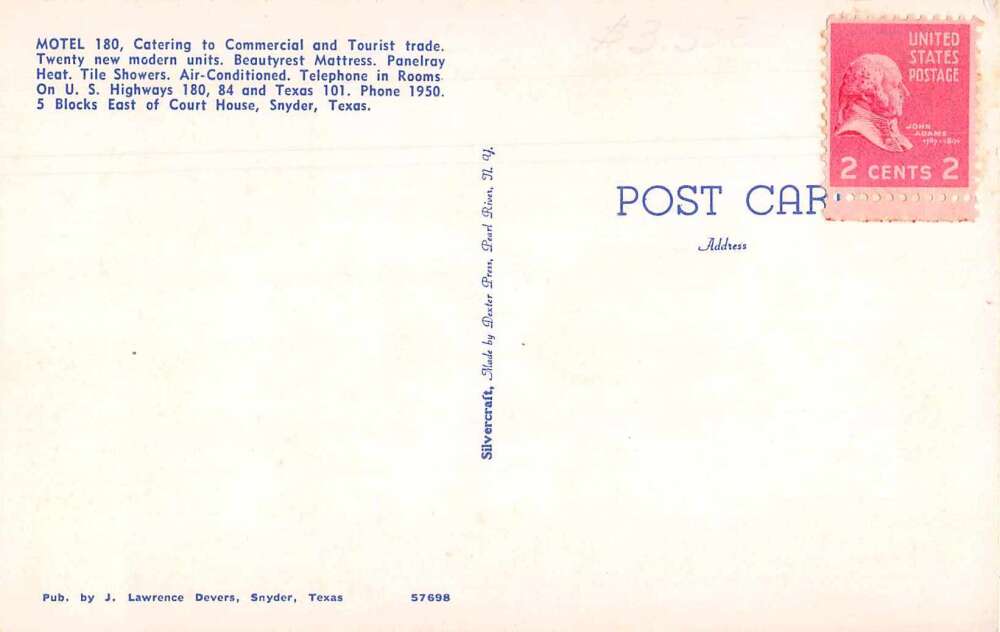 MOTEL 180, Catering to Commercial and Tourist trade.
Twenty new modern units. Beautyrest Mattress. Panelray
Heat. Tile Showers. Air-Conditioned. Telephone in Rooms
On U. S. Highways 180, 84 and Texas 101. Phone 1950.
5 Blocks East of Court House, Snyder, Texas.
UNITED
STATES
POSTAGE
JOHN
ADAMS
2 CENTS 2
POST CAR
Address
Silvercraft, Made by Dexter Press, Pearl River, N. Y.
Pub. by J. Lawrence Devers, Snyder, Texas 57698